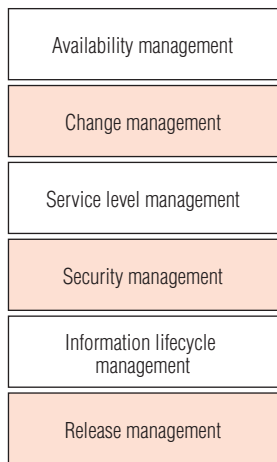 Availability management
Change management
Service level management
Security management
Information lifecycle
management
Release management